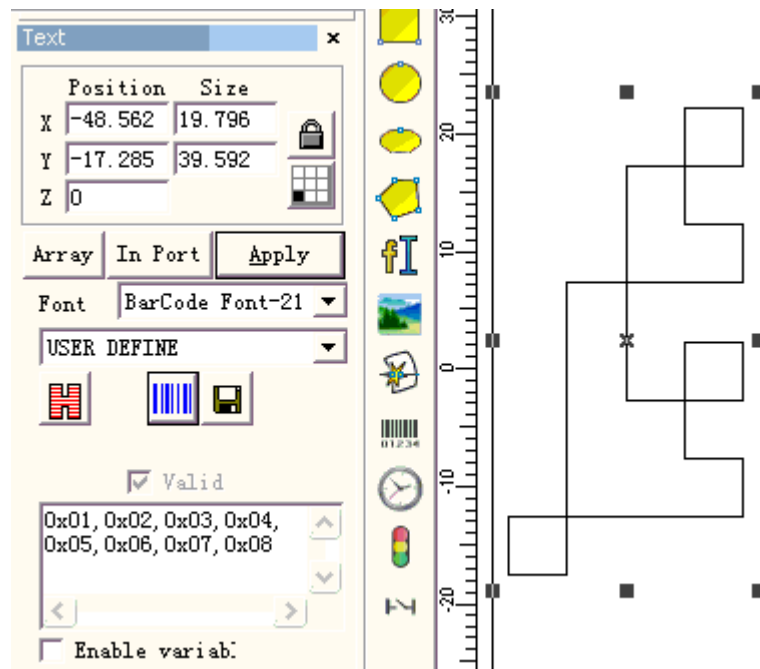 Text ×
Position Size
X -48.562 19.796
Y -17.285 39.592
Z 0
Array In Port Apply
Font BarCode Font-21
USER DEFINE
Valid
0x01, 0x02, 0x03, 0x04,
0x05, 0x06, 0x07, 0x08
Enable variab
01234
30
20
10
0
-10
-20